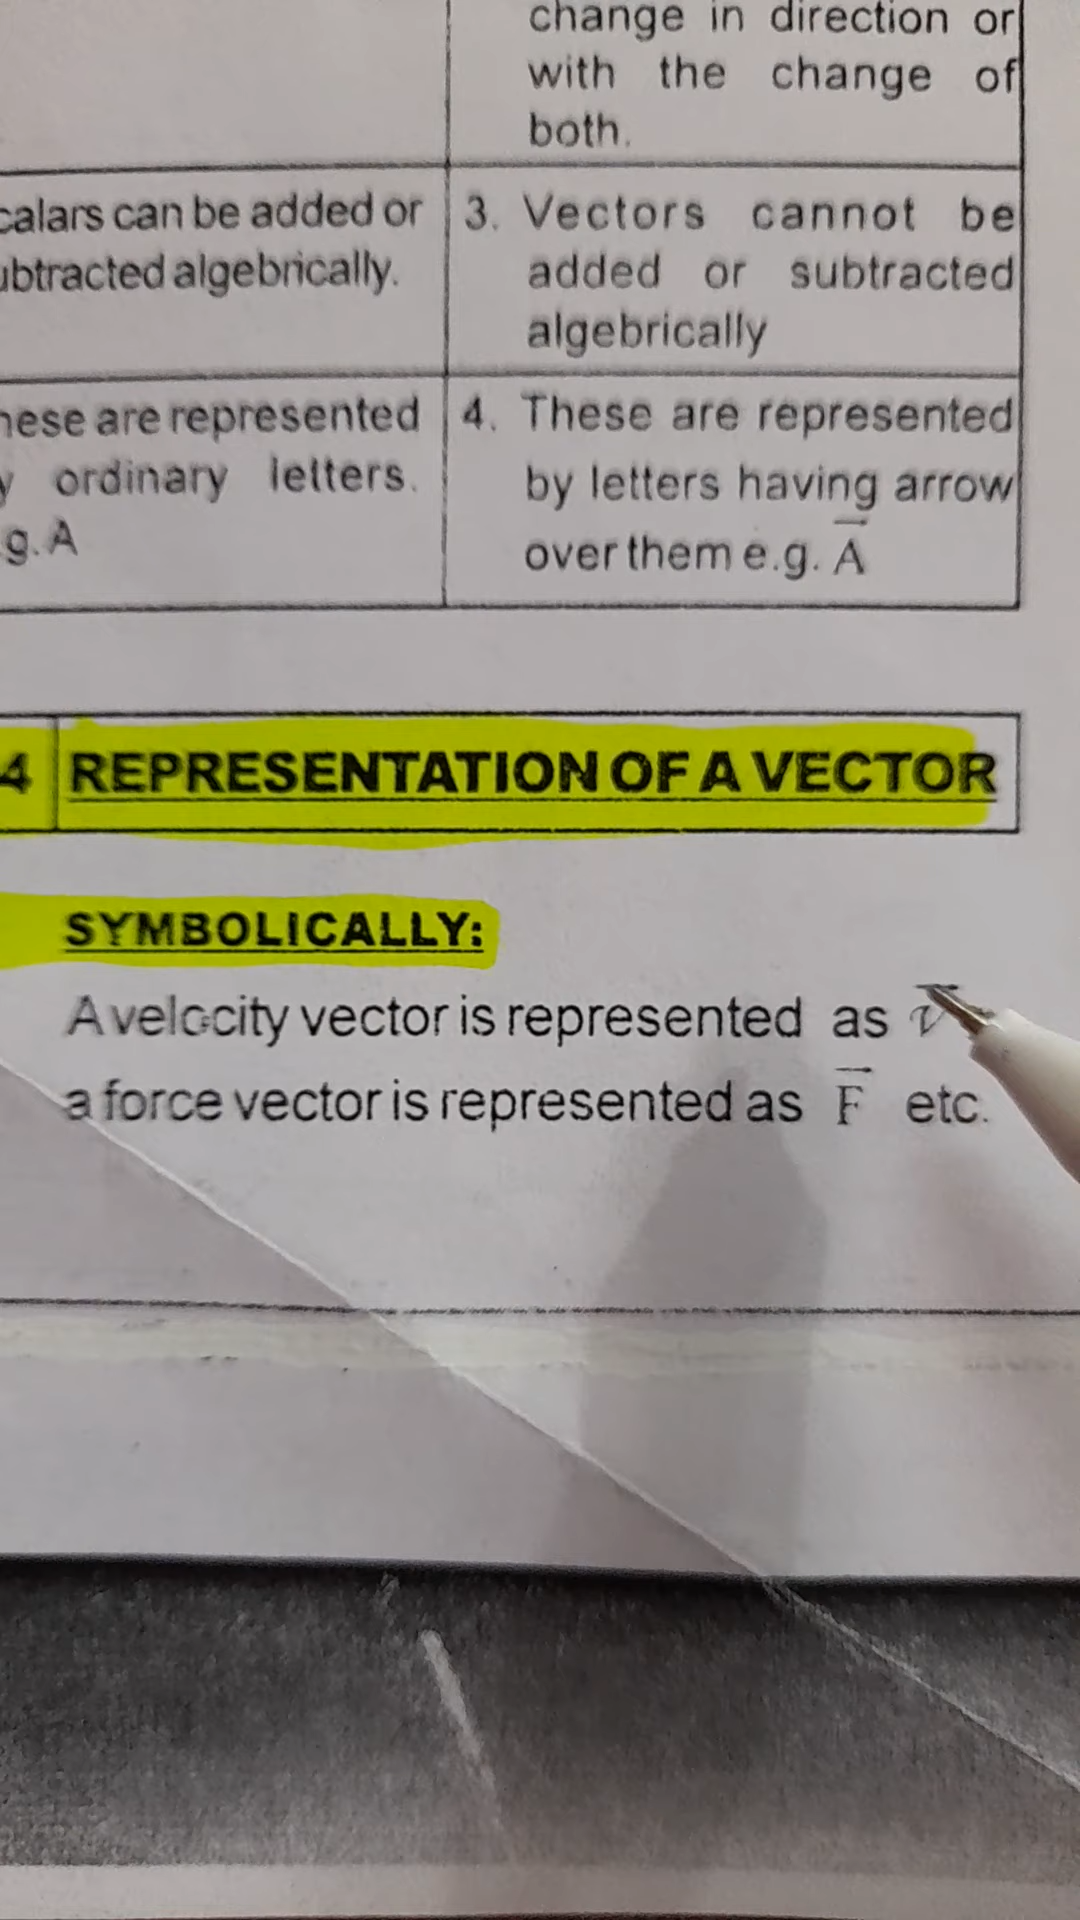 change in direction or
with the change of
both.
calars can be added or
ubtracted algebrically.
3. Vectors cannot be
added or subtracted
algebrically
hese are represented
y ordinary letters.
.g. A
4. These are represented
by letters having arrow
over them e.g. A⃗
4 REPRESENTATION OF A VECTOR
SYMBOLICALLY:
A velocity vector is represented as v⃗
a force vector is represented as F⃗ etc.